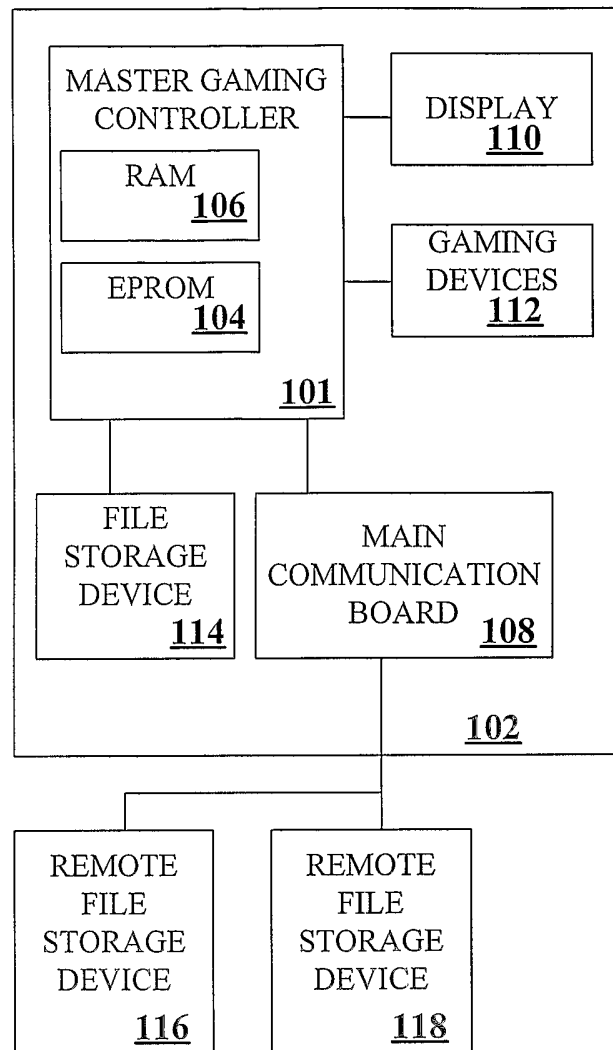 MASTER GAMING
CONTROLLER
RAM
106
EPROM
104
101
DISPLAY
110
GAMING
DEVICES
112
FILE
STORAGE
DEVICE
114
MAIN
COMMUNICATION
BOARD
108
102
REMOTE
FILE
STORAGE
DEVICE
116
REMOTE
FILE
STORAGE
DEVICE
118